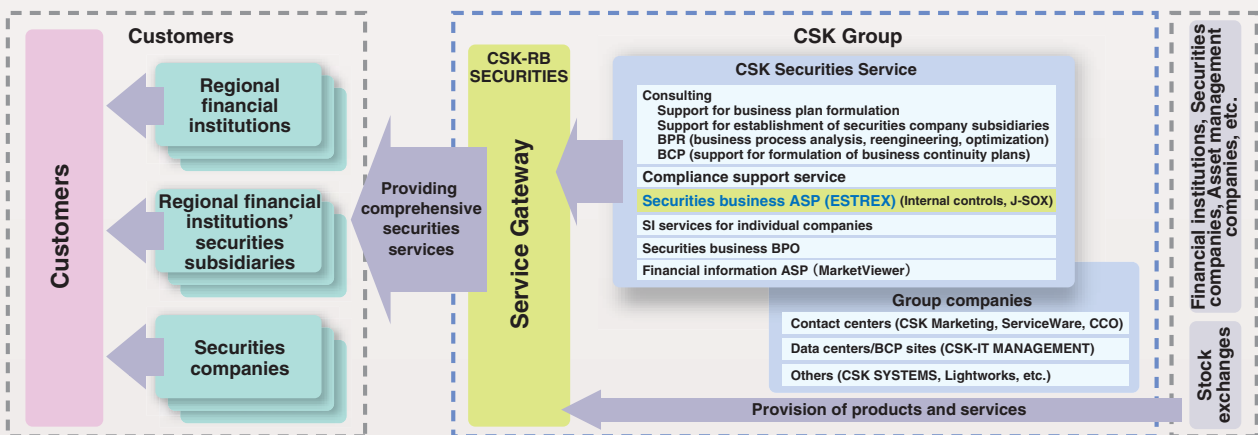 Customers
Customers
Regional
financial
institutions
Regional financial
institutions’
securities
subsidiaries
Securities
companies
Providing
comprehensive
securities
services
CSK Group
CSK-RB
SECURITIES
Service Gateway
CSK Securities Service
Consulting
Support for business plan formulation
Support for establishment of securities company subsidiaries
BPR (business process analysis, reengineering, optimization)
BCP (support for formulation of business continuity plans)
Compliance support service
Securities business ASP (ESTREX) (Internal controls, J-SOX)
SI services for individual companies
Securities business BPO
Financial information ASP（MarketViewer）
Group companies
Contact centers (CSK Marketing, ServiceWare, CCO)
Data centers/BCP sites (CSK-IT MANAGEMENT)
Others (CSK SYSTEMS, Lightworks, etc.)
Provision of products and services
Financial institutions, Securities
companies, Asset management
companies, etc.
Stock
exchanges